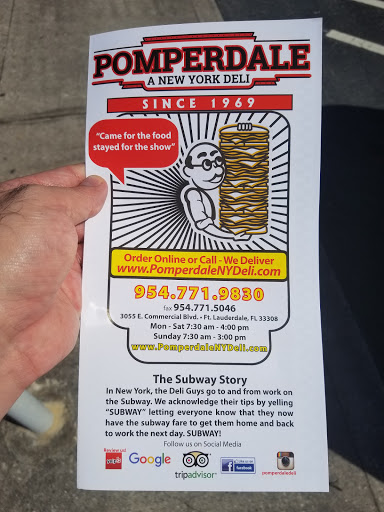 POMPERDALE
A NEW YORK DELI
SINCE 1969
"Came for the food
stayed for the show"
Order Online or Call - We Deliver
www.PomperdaleNYDeli.com
954.771.9830
fax 954.771.5046
3055 E. Commercial Blvd. • Ft. Lauderdale, FL 33308
Mon - Sat 7:30 am - 4:00 pm
Sunday 7:30 am - 3:00 pm
www.PomperdaleNYDeli.com
The Subway Story
In New York, the Deli Guys go to and from work on
the Subway. We acknowledge their tips by yelling
"SUBWAY" letting everyone know that they now
have the subway fare to get them home and back
to work the next day. SUBWAY!
Follow us on Social Media
Google
tripadvisor
facebook
pomperdaledeli